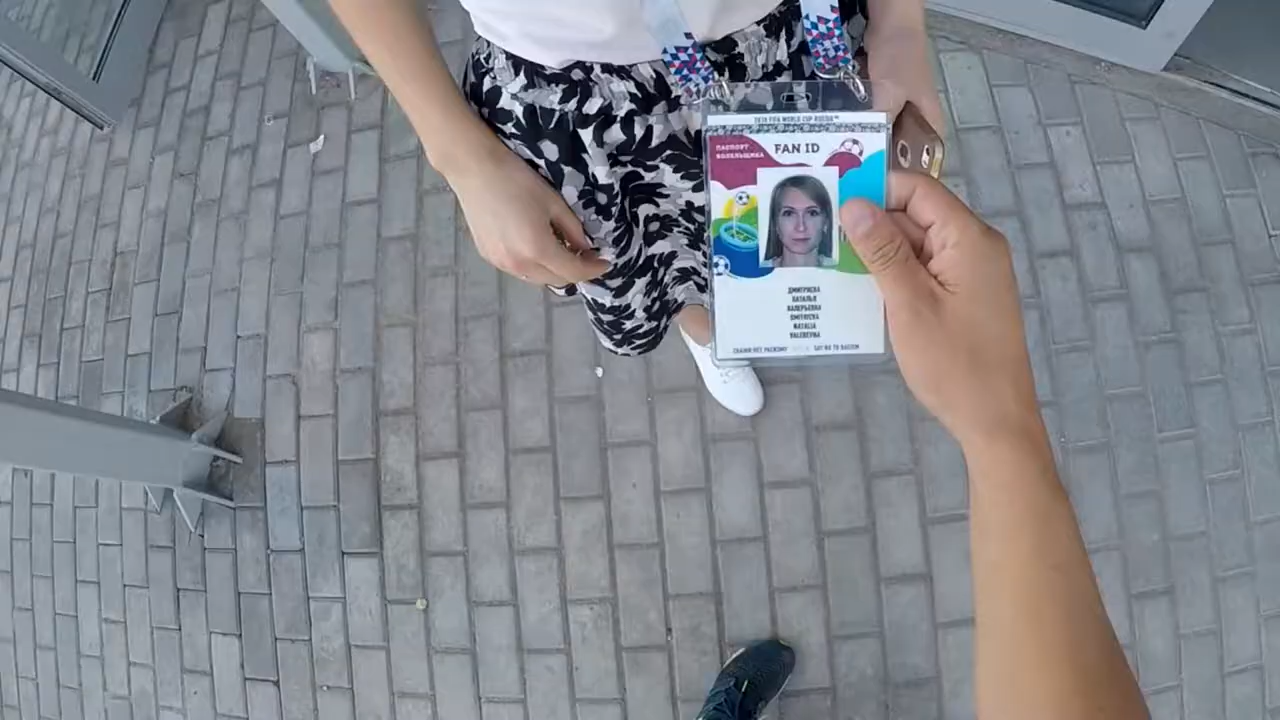 2018 FIFA WORLD CUP RUSSIA™
ПАСПОРТ
БОЛЕЛЬЩИКА
FAN ID
ДМИТРИЕВА
НАТАЛЬЯ
ВАЛЕРЬЕВНА
DMITRIEVA
NATALIA
VALEREVNA
СКАЖИ НЕТ РАСИЗМУ SAY NO TO RACISM